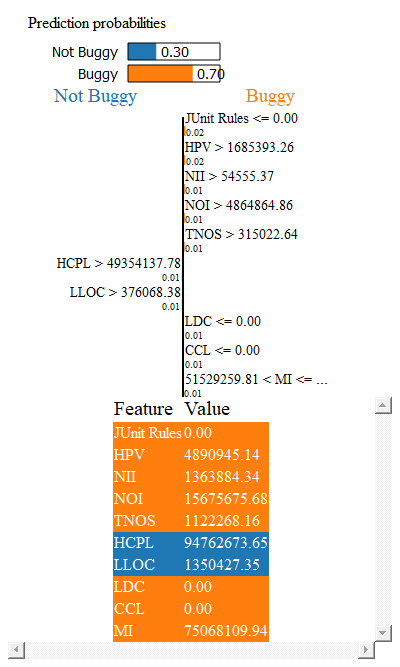 Prediction probabilities
Not Buggy 0.30
Buggy 0.70
Not Buggy Buggy
JUnit Rules <= 0.00
0.02
HPV > 1685393.26
0.02
NII > 54555.37
0.01
NOI > 4864864.86
0.01
TNOS > 315022.64
0.01
HCPL > 49354137.78
0.01
LLOC > 376068.38
0.01
LDC <= 0.00
0.01
CCL <= 0.00
0.01
51529259.81 < MI <= ...
0.01
Feature Value
JUnit Rules 0.00
HPV 4890945.14
NII 1363884.34
NOI 15675675.68
TNOS 1122268.16
HCPL 94762673.65
LLOC 1350427.35
LDC 0.00
CCL 0.00
MI 75068109.94